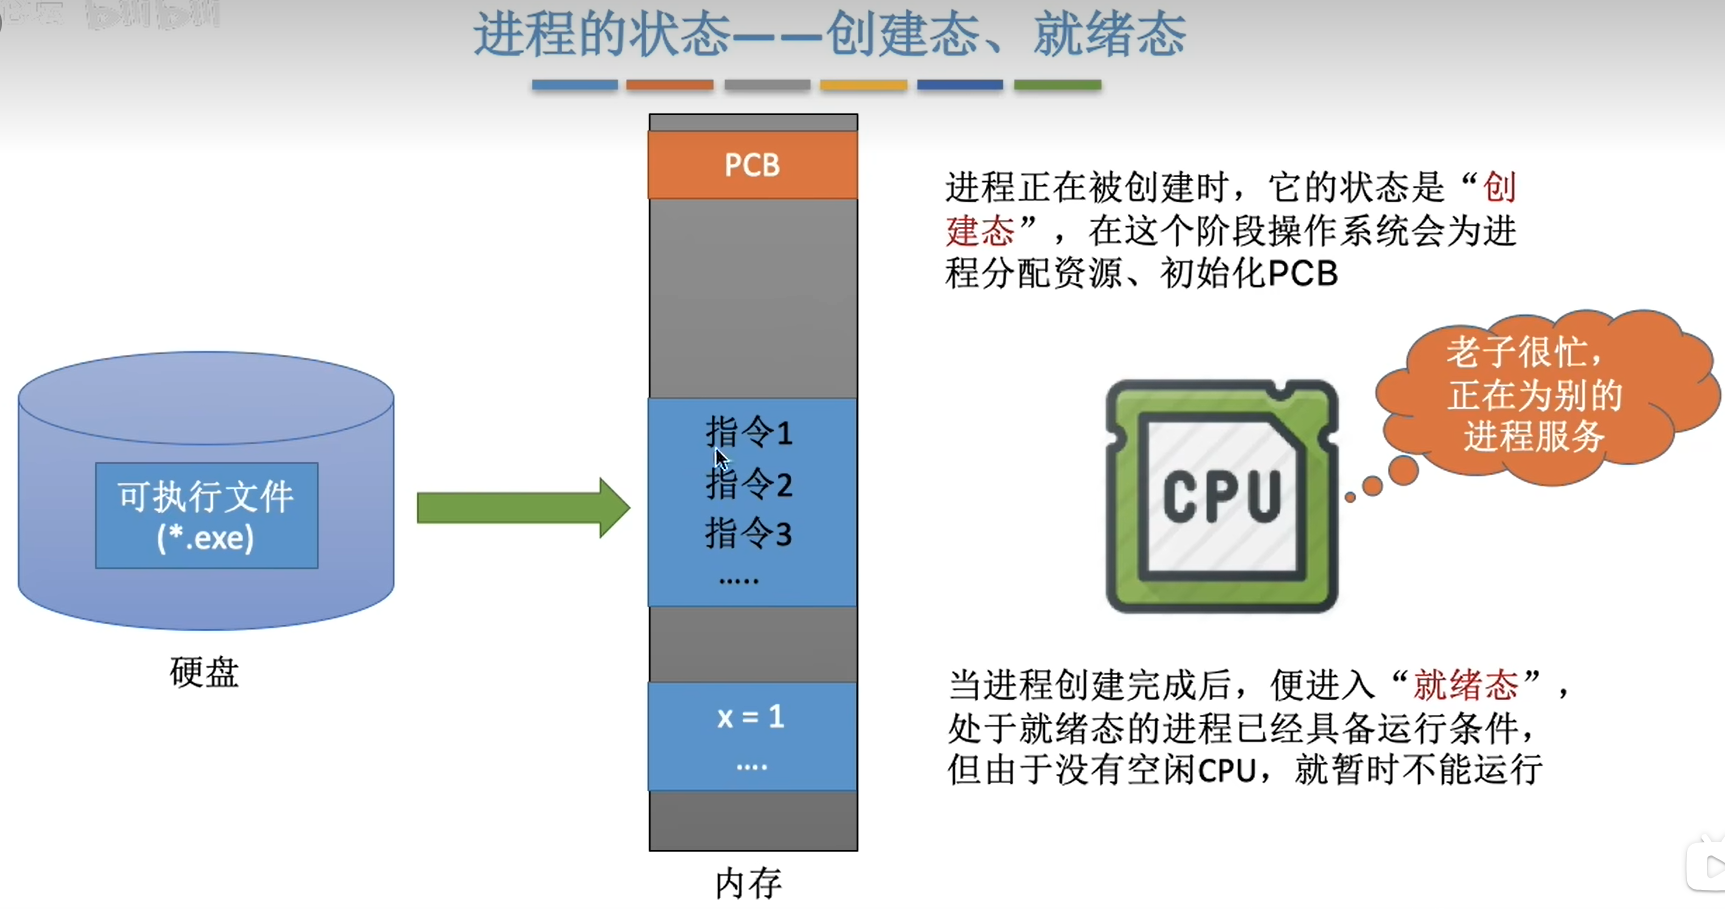 进程的状态——创建态、就绪态
PCB
进程正在被创建时，它的状态是“创
建态”，在这个阶段操作系统会为进
程分配资源、初始化PCB
老子很忙，
正在为别的
进程服务
CPU
指令1
指令2
指令3
.....
可执行文件
(*.exe)
硬盘
x = 1
....
当进程创建完成后，便进入“就绪态”，
处于就绪态的进程已经具备运行条件，
但由于没有空闲CPU，就暂时不能运行
内存